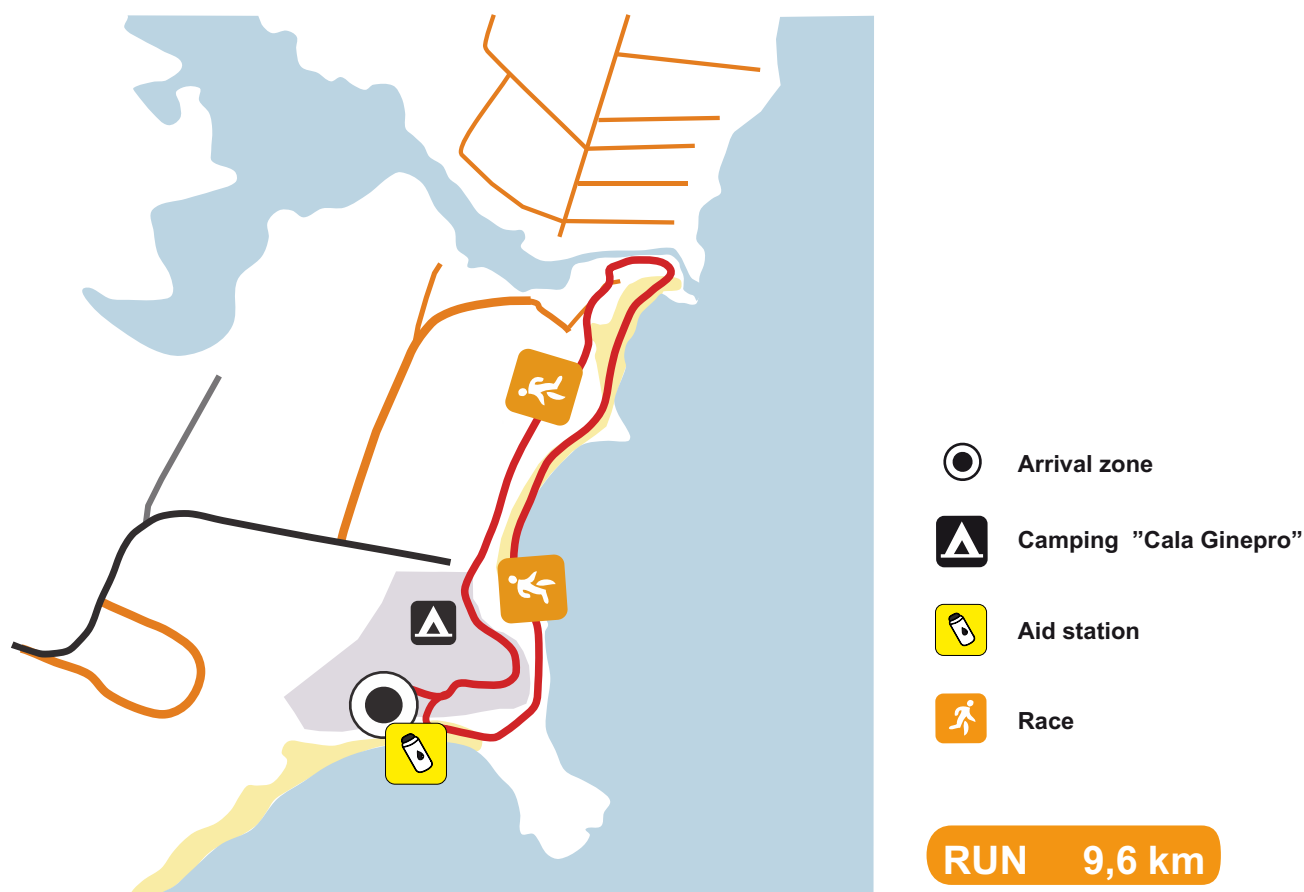 Arrival zone
Camping ”Cala Ginepro”
Aid station
Race
RUN 9,6 km